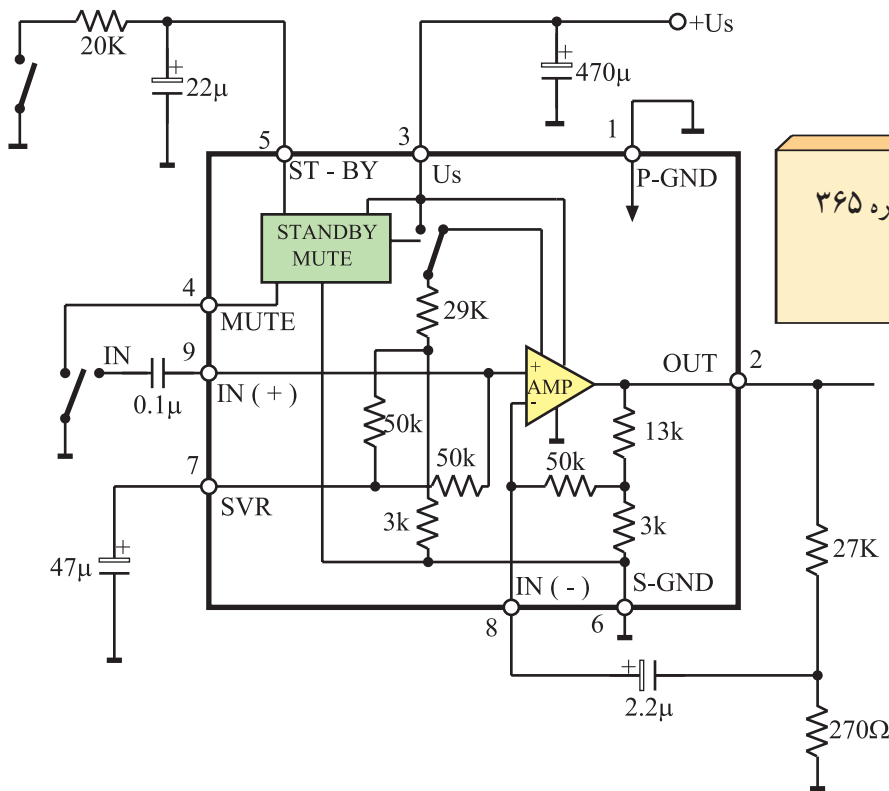 +Us
20K
22µ
470µ
5
3
1
ST - BY
Us
P-GND
ره ۳۶۵
STANDBY
MUTE
4
MUTE
29K
IN
9
0.1µ
IN ( + )
+
AMP
-
OUT
2
50k
13k
50k
50k
7
SVR
3k
3k
27K
47µ
IN ( - )
S-GND
8
6
2.2µ
270Ω